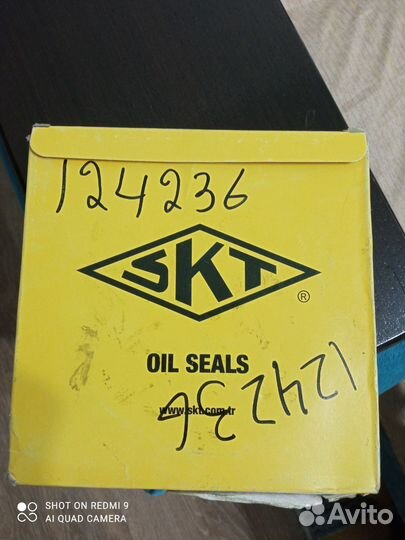 124236
SKT
®
OIL SEALS
124236
www.skt.com.tr
SHOT ON REDMI 9
AI QUAD CAMERA
Avito